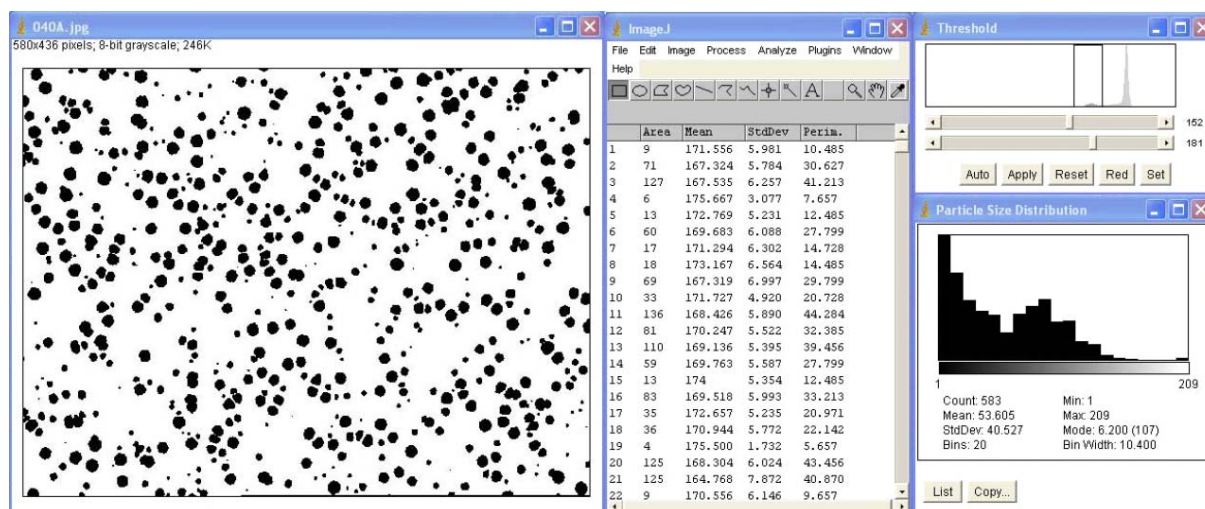 040A.jpg
580x436 pixels; 8-bit grayscale; 246K
ImageJ
File Edit Image Process Analyze Plugins Window
Help
A
Area Mean StdDev Perim.
1 9 171.556 5.981 10.485
2 71 167.324 5.784 30.627
3 127 167.535 6.257 41.213
4 6 175.667 3.077 7.657
5 13 172.769 5.231 12.485
6 60 169.683 6.088 27.799
7 17 171.294 6.302 14.728
8 18 173.167 6.564 14.485
9 69 167.319 6.997 29.799
10 33 171.727 4.920 20.728
11 136 168.426 5.890 44.284
12 81 170.247 5.522 32.385
13 110 169.136 5.395 39.456
14 59 169.763 5.587 27.799
15 13 174 5.354 12.485
16 83 169.518 5.993 33.213
17 35 172.657 5.235 20.971
18 36 170.944 5.772 22.142
19 4 175.500 1.732 5.657
20 125 168.304 6.024 43.456
21 125 164.768 7.872 40.870
22 9 170.556 6.146 9.657
Threshold
152
181
Auto Apply Reset Red Set
Particle Size Distribution
1 209
Count: 583 Min: 1
Mean: 53.605 Max: 209
StdDev: 40.527 Mode: 6.200 (107)
Bins: 20 Bin Width: 10.400
List Copy...